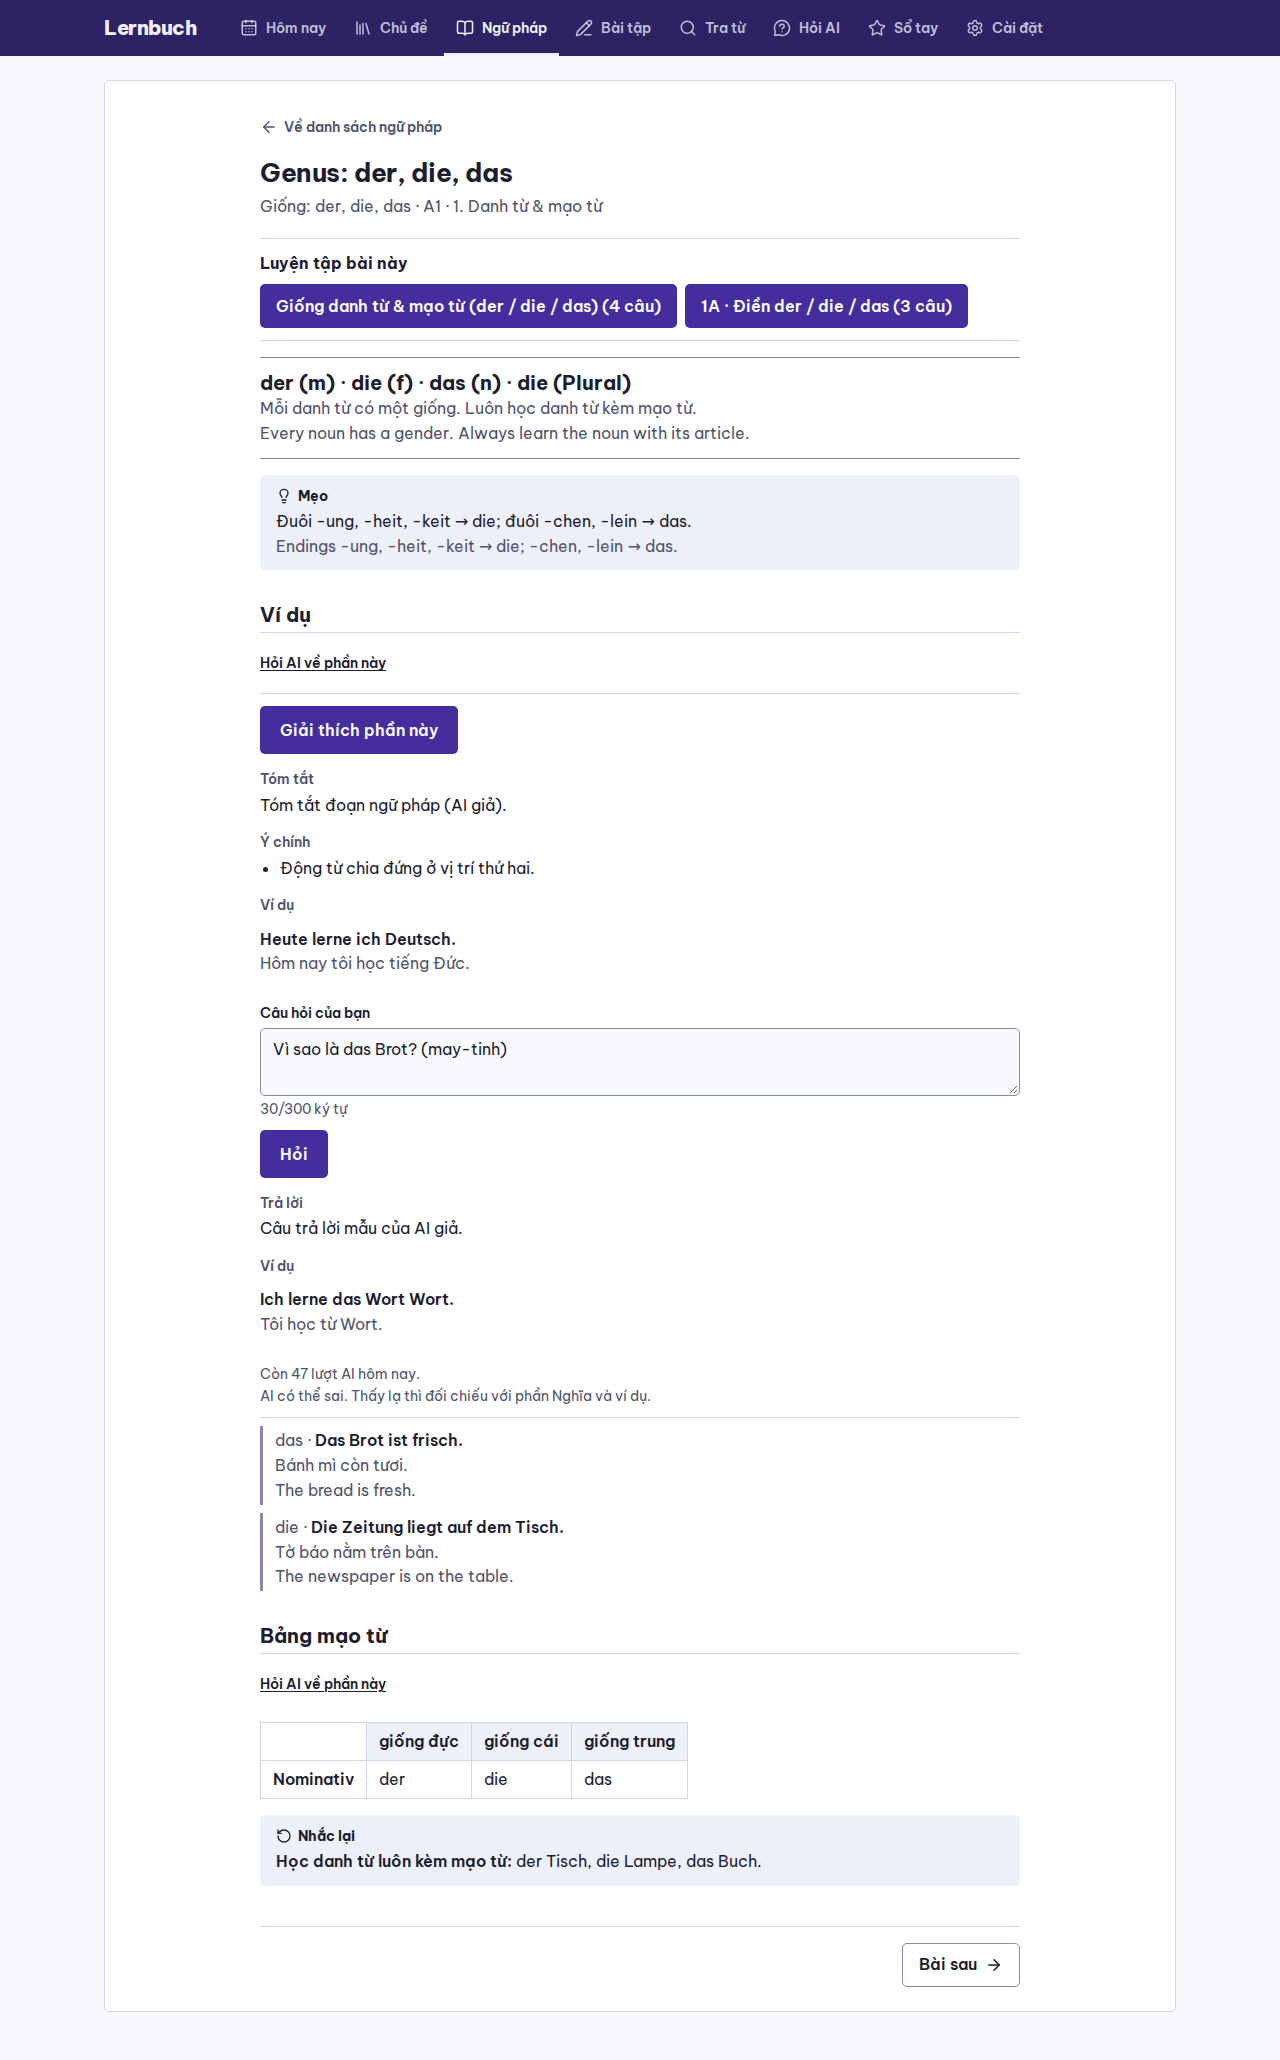 Lernbuch
Hôm nay
Chủ đề
Ngữ pháp
Bài tập
Tra từ
Hỏi AI
Sổ tay
Cài đặt
Về danh sách ngữ pháp
Genus: der, die, das
Giống: der, die, das · A1 · 1. Danh từ & mạo từ
Luyện tập bài này
Giống danh từ & mạo từ (der / die / das) (4 câu)
1A · Điền der / die / das (3 câu)
der (m) · die (f) · das (n) · die (Plural)
Mỗi danh từ có một giống. Luôn học danh từ kèm mạo từ.
Every noun has a gender. Always learn the noun with its article.
Mẹo
Đuôi -ung, -heit, -keit → die; đuôi -chen, -lein → das.
Endings -ung, -heit, -keit → die; -chen, -lein → das.
Ví dụ
Hỏi AI về phần này
Giải thích phần này
Tóm tắt
Tóm tắt đoạn ngữ pháp (AI giả).
Ý chính
• Động từ chia đứng ở vị trí thứ hai.
Ví dụ
Heute lerne ich Deutsch.
Hôm nay tôi học tiếng Đức.
Câu hỏi của bạn
Vì sao là das Brot? (may-tinh)
30/300 ký tự
Hỏi
Trả lời
Câu trả lời mẫu của AI giả.
Ví dụ
Ich lerne das Wort Wort.
Tôi học từ Wort.
Còn 47 lượt AI hôm nay.
AI có thể sai. Thấy lạ thì đối chiếu với phần Nghĩa và ví dụ.
das · Das Brot ist frisch.
Bánh mì còn tươi.
The bread is fresh.
die · Die Zeitung liegt auf dem Tisch.
Tờ báo nằm trên bàn.
The newspaper is on the table.
Bảng mạo từ
Hỏi AI về phần này
giống đực giống cái giống trung
Nominativ der die das
Nhắc lại
Học danh từ luôn kèm mạo từ: der Tisch, die Lampe, das Buch.
Bài sau →